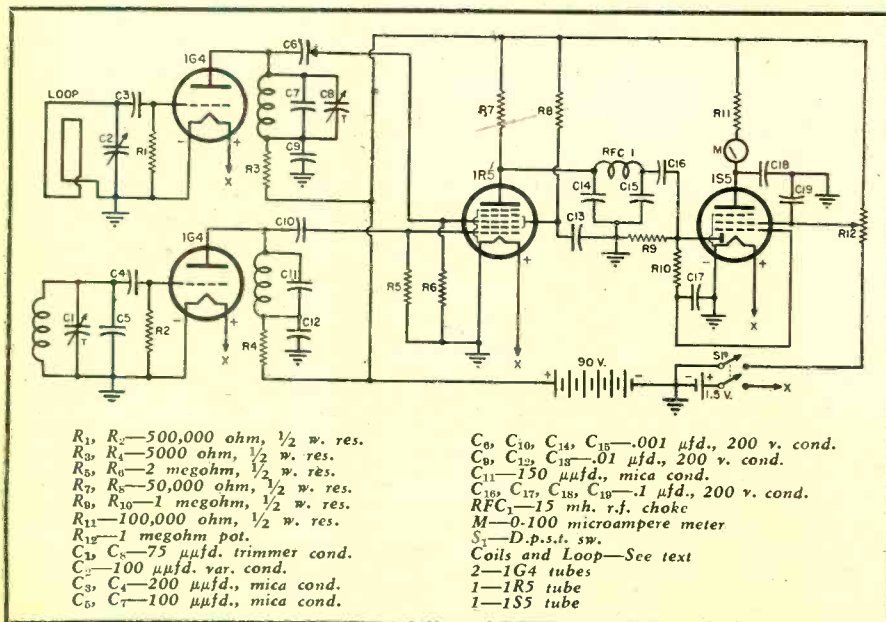 1G4
C6
LOOP
C3
C2
R1
C7
C8
T
C9
R3
R7
R8
R11
M
RFC 1
C16
1R5
C14
C15
1S5
C18
C19
- +
X
1G4
C10
C4
C1
T
C5
R2
C11
C12
R4
- +
X
R5
R6
C13
R9
R10
C17
R12
- +
X
- +
X
+ 90 V. -
S1
- +
1.5 V.
X
R₁, R₂—500,000 ohm, ½ w. res.
R₃, R₄—5000 ohm, ½ w. res.
R₅, R₆—2 megohm, ½ w. res.
R₇, R₈—50,000 ohm, ½ w. res.
R₉, R₁₀—1 megohm, ½ w. res.
R₁₁—100,000 ohm, ½ w. res.
R₁₂—1 megohm pot.
C₁, C₈—75 μμfd. trimmer cond.
C₂—100 μμfd. var. cond.
C₃, C₄—200 μμfd., mica cond.
C₅, C₇—100 μμfd., mica cond.
C₆, C₁₀, C₁₄, C₁₅—.001 μfd., 200 v. cond.
C₉, C₁₂, C₁₃—.01 μfd., 200 v. cond.
C₁₁—150 μμfd., mica cond.
C₁₆, C₁₇, C₁₈, C₁₉—.1 μfd., 200 v. cond.
RFC₁—15 mh. r.f. choke
M—0-100 microampere meter
S₁—D.p.s.t. sw.
Coils and Loop—See text
2—1G4 tubes
1—1R5 tube
1—1S5 tube